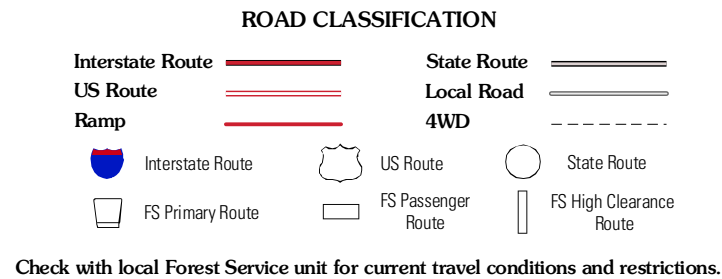 ROAD CLASSIFICATION
Interstate Route
State Route
US Route
Local Road
Ramp
4WD
Interstate Route
US Route
State Route
FS Primary Route
FS Passenger
Route
FS High Clearance
Route
Check with local Forest Service unit for current travel conditions and restrictions.